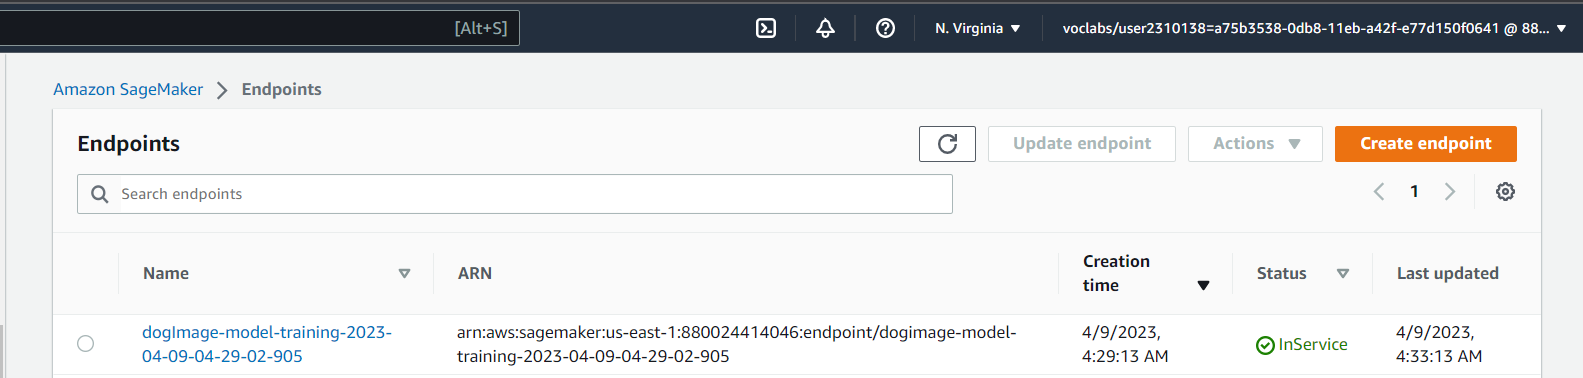 [Alt+S]
N. Virginia
voclabs/user2310138=a75b3538-0db8-11eb-a42f-e77d150f0641 @ 88...
Amazon SageMaker > Endpoints
Endpoints
Update endpoint
Actions
Create endpoint
Search endpoints
1
Name
ARN
Creation
time
Status
Last updated
dogImage-model-training-2023-
04-09-04-29-02-905
arn:aws:sagemaker:us-east-1:880024414046:endpoint/dogimage-model-
training-2023-04-09-04-29-02-905
4/9/2023,
4:29:13 AM
InService
4/9/2023,
4:33:13 AM